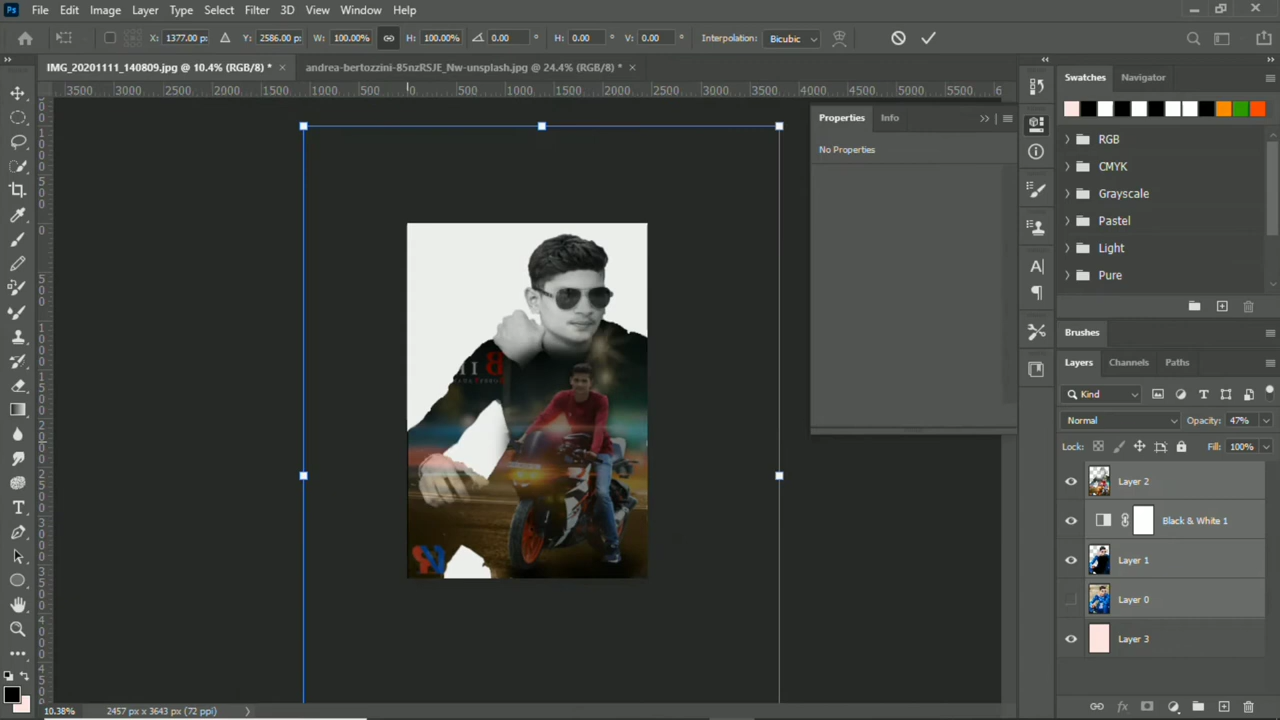 Ps File Edit Image Layer Type Select Filter 3D View Window Help
X: 1377.00 p: Y: 2586.00 p: W: 100.00% H: 100.00% 0.00 ° H: 0.00 ° V: 0.00 ° Interpolation: Bicubic
IMG_20201111_140809.jpg @ 10.4% (RGB/8) * × andrea-bertozzini-85nzRSJE_Nw-unsplash.jpg @ 24.4% (RGB/8) * ×
3500 3000 2500 2000 1500 1000 500 0 500 1000 1500 2000 2500 3000 3500 4000 4500 5000 5500
Swatches Navigator
Properties Info
No Properties
RGB
CMYK
Grayscale
Pastel
Light
Pure
Brushes
Layers Channels Paths
Kind
Normal Opacity: 47%
Lock: Fill: 100%
Layer 2
Black & White 1
Layer 1
Layer 0
Layer 3
10.38% 2457 px x 3643 px (72 ppi)